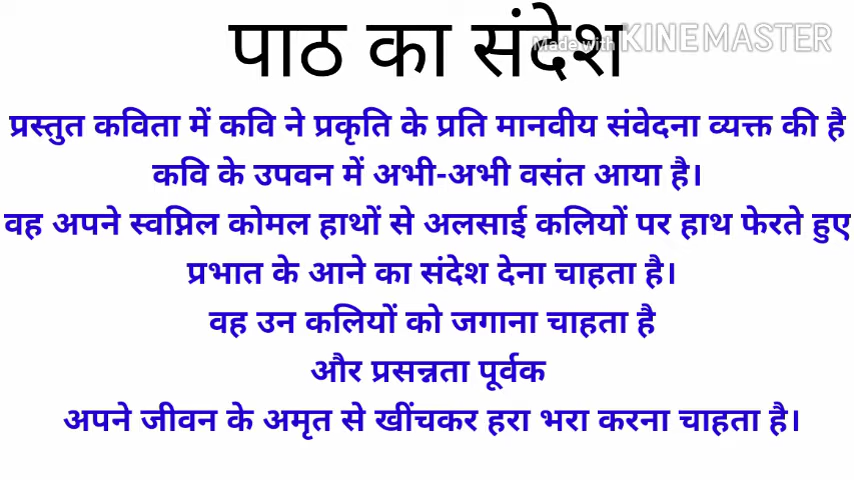 पाठ का संदेश
Made with KINEMASTER
प्रस्तुत कविता में कवि ने प्रकृति के प्रति मानवीय संवेदना व्यक्त की है
कवि के उपवन में अभी-अभी वसंत आया है।
वह अपने स्वप्निल कोमल हाथों से अलसाई कलियों पर हाथ फेरते हुए
प्रभात के आने का संदेश देना चाहता है।
वह उन कलियों को जगाना चाहता है
और प्रसन्नता पूर्वक
अपने जीवन के अमृत से खींचकर हरा भरा करना चाहता है।